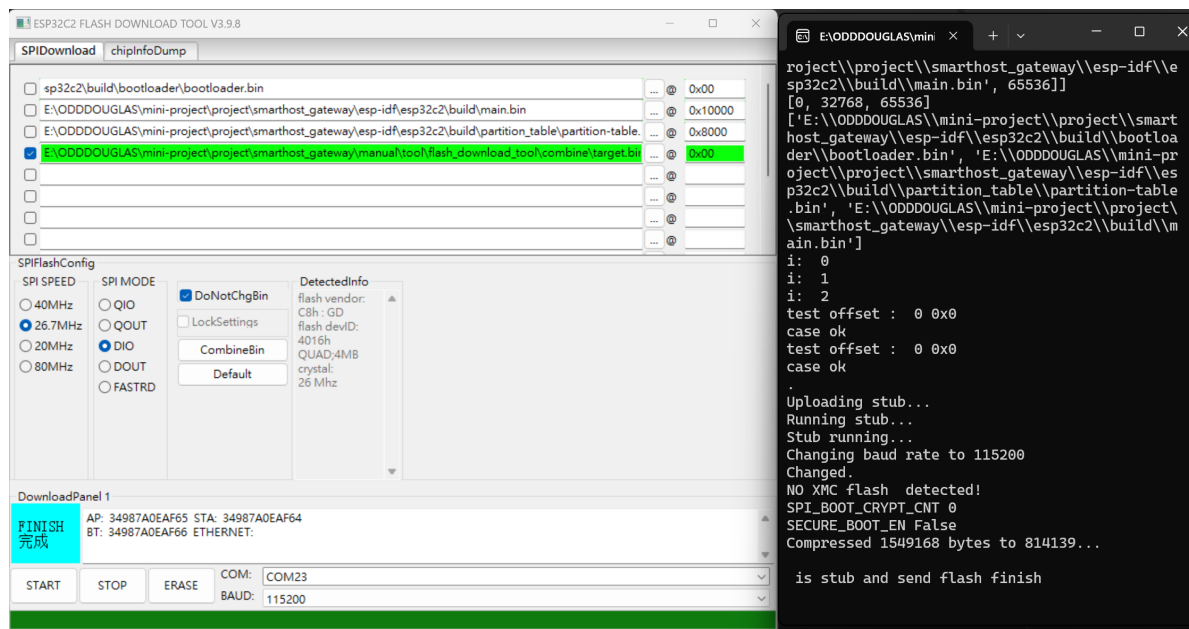 ESP32C2 FLASH DOWNLOAD TOOL V3.9.8
SPIDownload chipInfoDump
sp32c2\build\bootloader\bootloader.bin ... @ 0x00
E:\ODDDOUGLAS\mini-project\project\smarthost_gateway\esp-idf\esp32c2\build\main.bin ... @ 0x10000
E:\ODDDOUGLAS\mini-project\project\smarthost_gateway\esp-idf\esp32c2\build\partition_table\partition-table. ... @ 0x8000
E:\ODDDOUGLAS\mini-project\project\smarthost_gateway\manual\tool\flash_download_tool\combine\target.bin ... @ 0x00
... @
... @
... @
... @
SPIFlashConfig
SPI SPEED
40MHz
26.7MHz
20MHz
80MHz
SPI MODE
QIO
QOUT
DIO
DOUT
FASTRD
DoNotChgBin
LockSettings
CombineBin
Default
DetectedInfo
flash vendor:
C8h : GD
flash devID:
4016h
QUAD;4MB
crystal:
26 Mhz
DownloadPanel 1
FINISH
完成
AP: 34987A0EAF65 STA: 34987A0EAF64
BT: 34987A0EAF66 ETHERNET:
START STOP ERASE
COM: COM23
BAUD: 115200
E:\ODDDOUGLAS\mini
roject\\project\\smarthost_gateway\\esp-idf\\e
sp32c2\\build\\main.bin', 65536]]
[0, 32768, 65536]
['E:\\ODDDOUGLAS\\mini-project\\project\\smart
host_gateway\\esp-idf\\esp32c2\\build\\bootloa
der\\bootloader.bin', 'E:\\ODDDOUGLAS\\mini-pr
oject\\project\\smarthost_gateway\\esp-idf\\es
p32c2\\build\\partition_table\\partition-table
.bin', 'E:\\ODDDOUGLAS\\mini-project\\project\
\smarthost_gateway\\esp-idf\\esp32c2\\build\\m
ain.bin']
i:  0
i:  1
i:  2
test offset :  0 0x0
case ok
test offset :  0 0x0
case ok
.
Uploading stub...
Running stub...
Stub running...
Changing baud rate to 115200
Changed.
NO XMC flash  detected!
SPI_BOOT_CRYPT_CNT 0
SECURE_BOOT_EN False
Compressed 1549168 bytes to 814139...
is stub and send flash finish